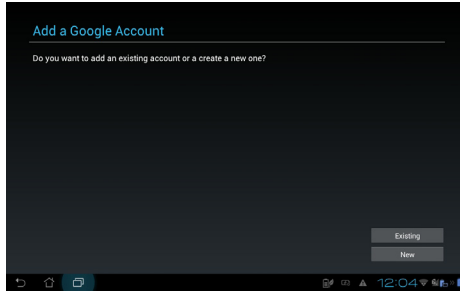 Add a Google Account
Do you want to add an existing account or a create a new one?
Existing
New
12:04